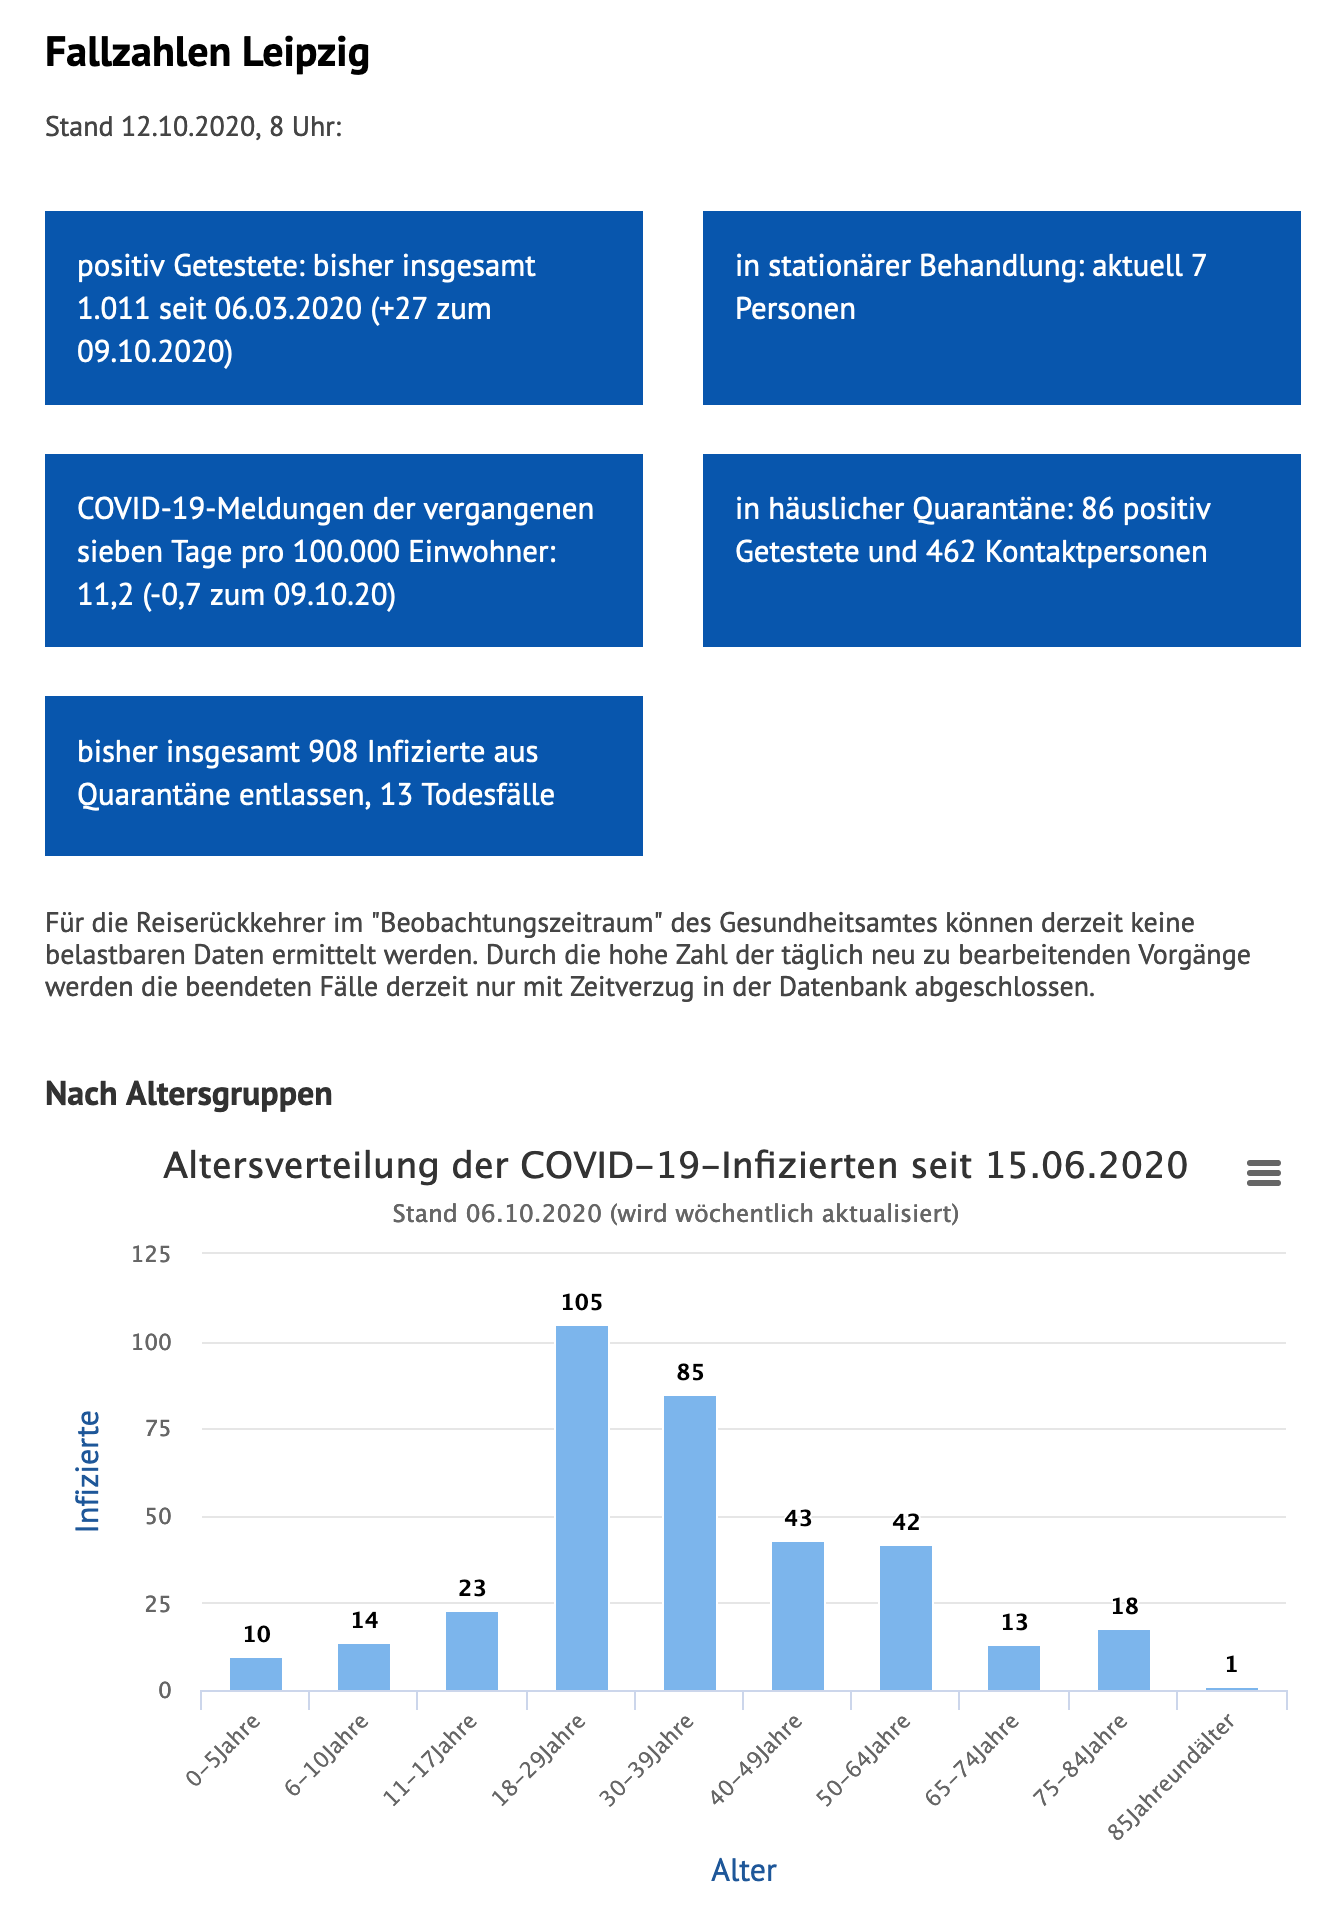 Fallzahlen Leipzig
Stand 12.10.2020, 8 Uhr:
positiv Getestete: bisher insgesamt
1.011 seit 06.03.2020 (+27 zum
09.10.2020)
in stationärer Behandlung: aktuell 7
Personen
COVID-19-Meldungen der vergangenen
sieben Tage pro 100.000 Einwohner:
11,2 (-0,7 zum 09.10.20)
in häuslicher Quarantäne: 86 positiv
Getestete und 462 Kontaktpersonen
bisher insgesamt 908 Infizierte aus
Quarantäne entlassen, 13 Todesfälle
Für die Reiserückkehrer im "Beobachtungszeitraum" des Gesundheitsamtes können derzeit keine
belastbaren Daten ermittelt werden. Durch die hohe Zahl der täglich neu zu bearbeitenden Vorgänge
werden die beendeten Fälle derzeit nur mit Zeitverzug in der Datenbank abgeschlossen.
Nach Altersgruppen
Altersverteilung der COVID-19-Infizierten seit 15.06.2020
Stand 06.10.2020 (wird wöchentlich aktualisiert)
Infizierte
125
100
75
50
25
0
10
14
23
105
85
43
42
13
18
1
0-5Jahre
6-10Jahre
11-17Jahre
18-29Jahre
30-39Jahre
40-49Jahre
50-64Jahre
65-74Jahre
75-84Jahre
85Jahreundälter
Alter